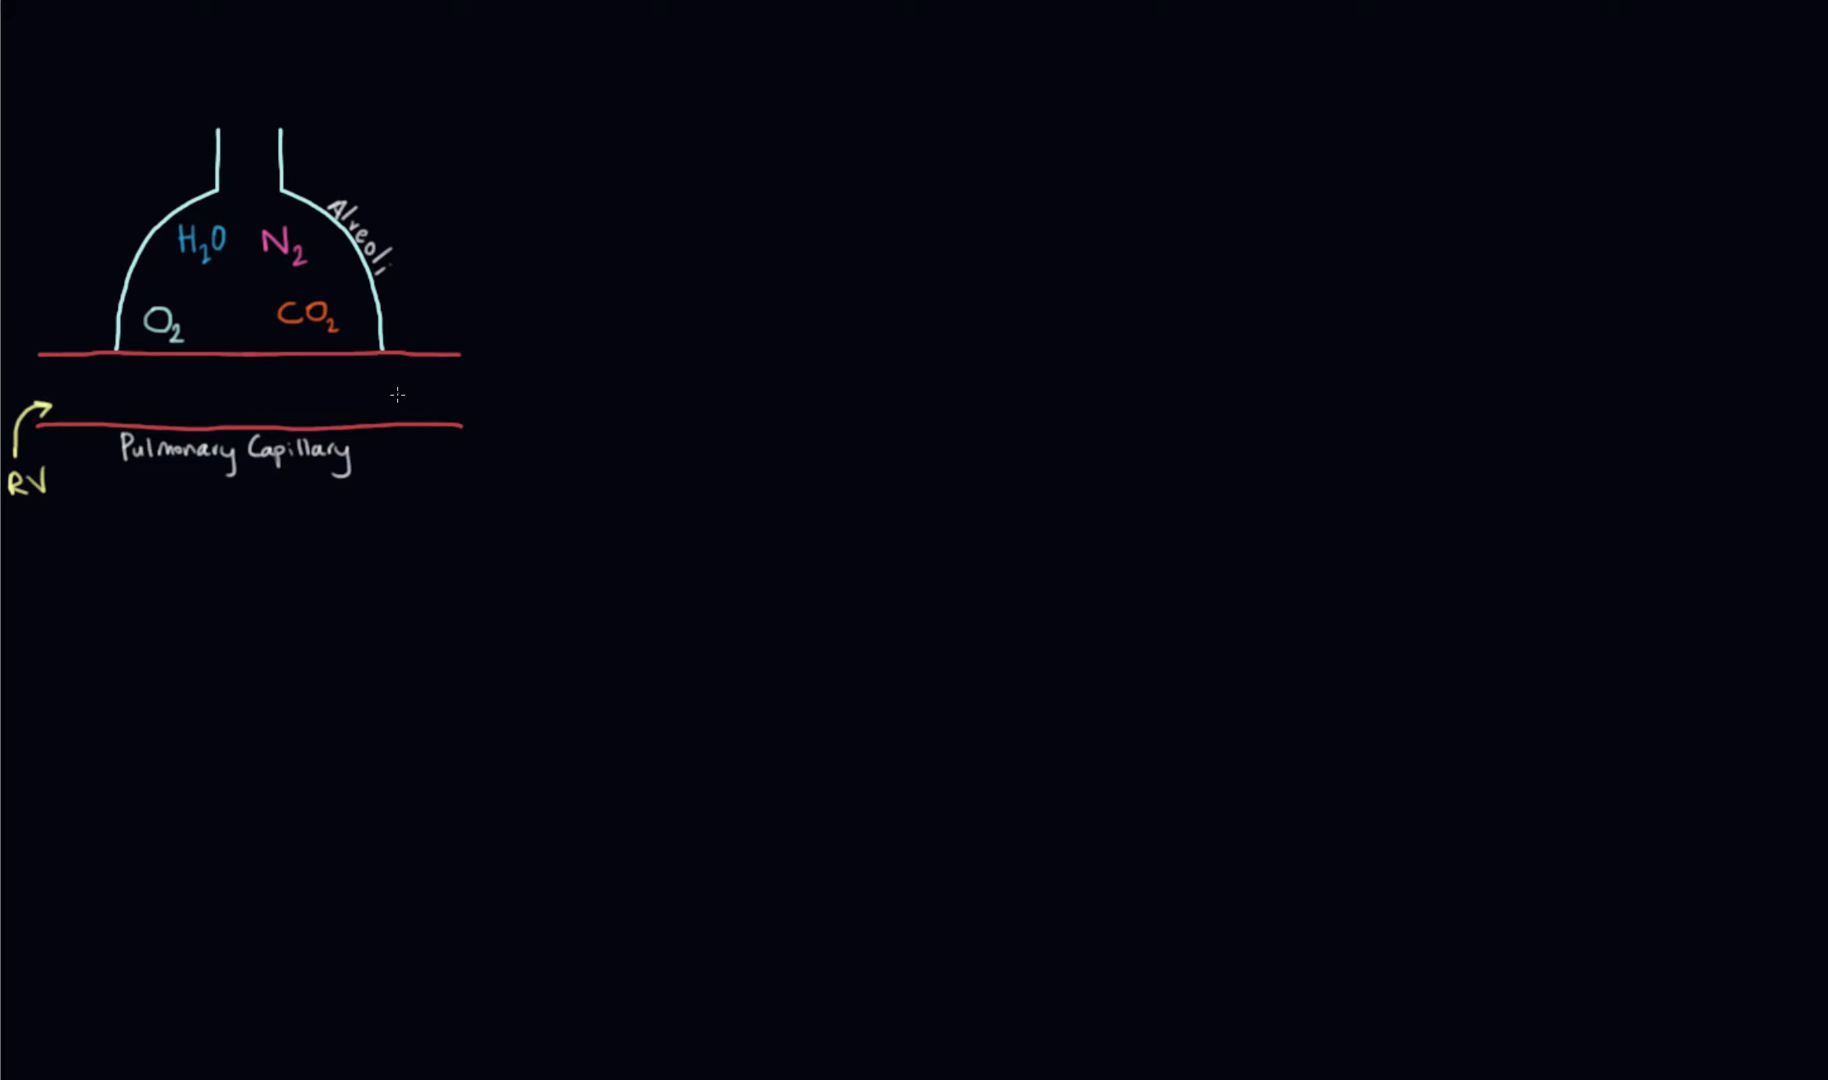 Alveoli
H₂O N₂
O₂ CO₂
Pulmonary Capillary
RV